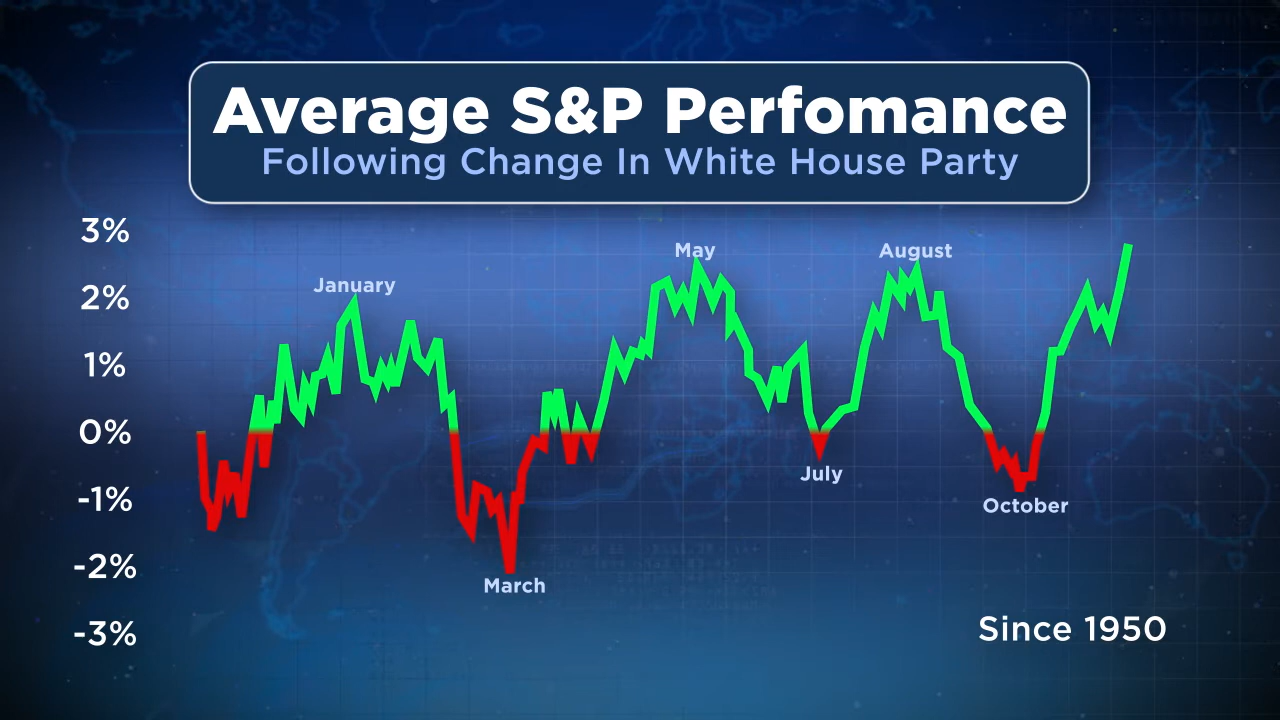 Average S&P Perfomance
Following Change In White House Party
3%
2%
1%
0%
-1%
-2%
-3%
January
March
May
July
August
October
Since 1950